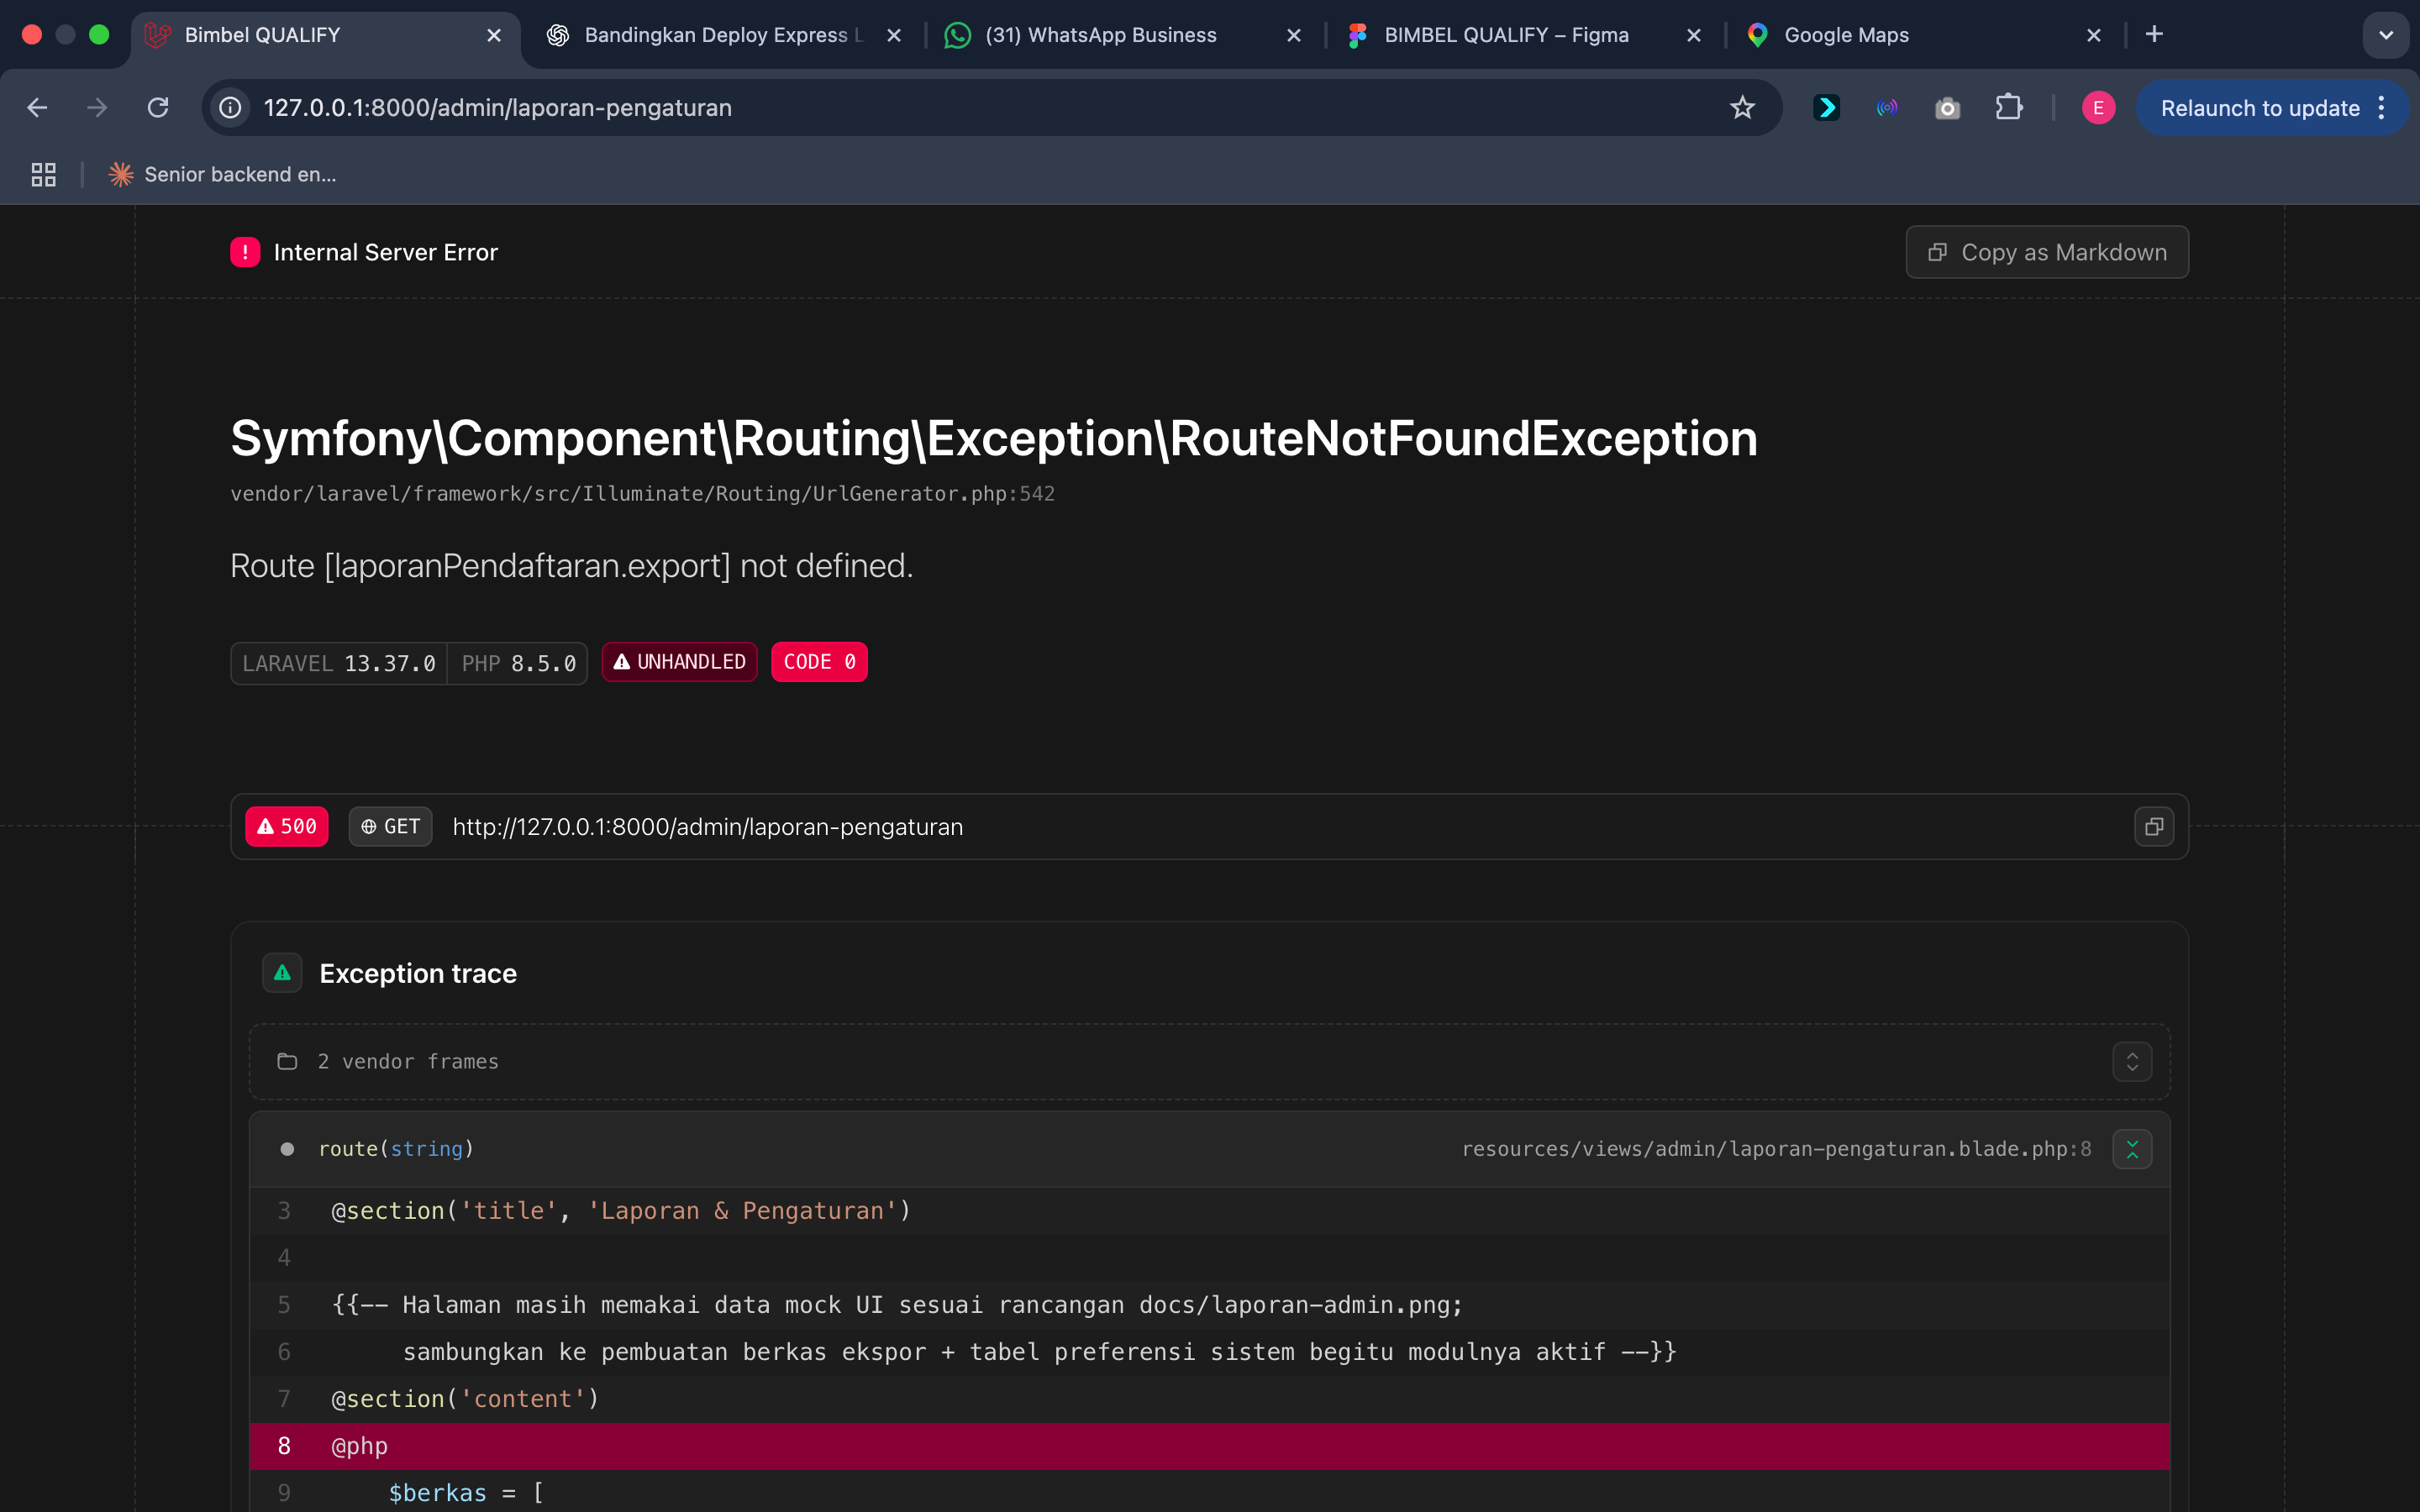 Bimbel QUALIFY
Bandingkan Deploy Express L
(31) WhatsApp Business
BIMBEL QUALIFY – Figma
Google Maps
127.0.0.1:8000/admin/laporan-pengaturan
E
Relaunch to update
Senior backend en...
Internal Server Error
Copy as Markdown
Symfony\Component\Routing\Exception\RouteNotFoundException
vendor/laravel/framework/src/Illuminate/Routing/UrlGenerator.php:542
Route [laporanPendaftaran.export] not defined.
LARAVEL 13.37.0 PHP 8.5.0 UNHANDLED CODE 0
500 GET http://127.0.0.1:8000/admin/laporan-pengaturan
Exception trace
2 vendor frames
route(string) resources/views/admin/laporan-pengaturan.blade.php:8
3 @section('title', 'Laporan & Pengaturan')
4
5 {{-- Halaman masih memakai data mock UI sesuai rancangan docs/laporan-admin.png;
6 sambungkan ke pembuatan berkas ekspor + tabel preferensi sistem begitu modulnya aktif --}}
7 @section('content')
8 @php
9 $berkas = [